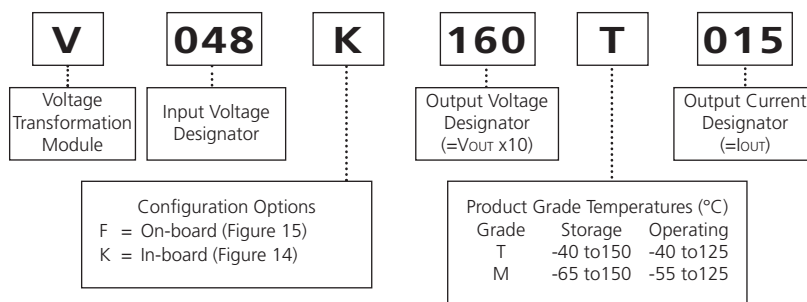 V 048 K 160 T 015
Voltage
Transformation
Module
Input Voltage
Designator
Output Voltage
Designator
(=VOUT x10)
Output Current
Designator
(=IOUT)
Configuration Options
F = On-board (Figure 15)
K = In-board (Figure 14)
Product Grade Temperatures (°C)
Grade Storage Operating
T -40 to150 -40 to125
M -65 to150 -55 to125